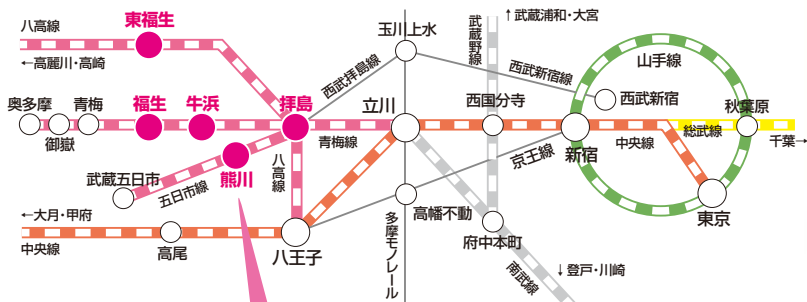 八高線
東福生
←高麗川・高崎
玉川上水
武蔵野線
↑武蔵浦和・大宮
山手線
西武拝島線
西武新宿線
西武新宿
奥多摩
御嶽
青梅
福生
牛浜
拝島
青梅線
立川
西国分寺
新宿
中央線
総武線
秋葉原
千葉→
武蔵五日市
五日市線
熊川
八高線
京王線
東京
←大月・甲府
中央線
高尾
八王子
多摩モノレール
高幡不動
府中本町
南武線
↓登戸・川崎